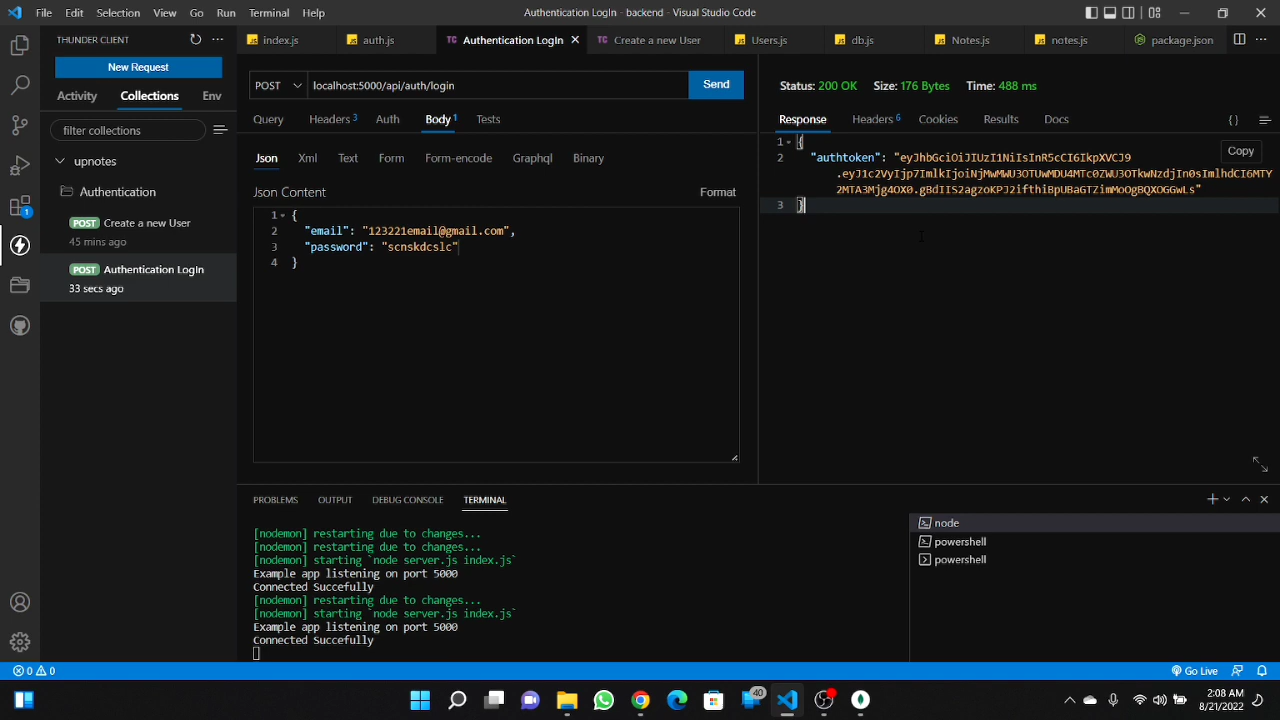 File Edit Selection View Go Run Terminal Help
Authentication LogIn - backend - Visual Studio Code
THUNDER CLIENT
New Request
Activity Collections Env
filter collections
upnotes
Authentication
POST Create a new User
45 mins ago
POST Authentication LogIn
33 secs ago
index.js auth.js TC Authentication LogIn TC Create a new User Users.js db.js Notes.js notes.js package.json
POST localhost:5000/api/auth/login Send
Query Headers 3 Auth Body 1 Tests
Json Xml Text Form Form-encode Graphql Binary
Json Content Format
1 {
2 "email": "123221email@gmail.com",
3 "password": "scnskdcslc"
4 }
Status: 200 OK Size: 176 Bytes Time: 488 ms
Response Headers 6 Cookies Results Docs { }
1 {
Copy
2 "authtoken": "eyJhbGciOiJIUzI1NiIsInR5cCI6IkpXVCJ9
.eyJ1c2VyIjp7ImlkIjoiNjMwMWU3OTUwMDU4MTc0ZWU3OTkwNzdjIn0sImlhdCI6MTY
2MTA3Mjg4OX0.gBdIIS2agzoKPJ2ifthiBpUBaGTZimMoOgBQXOGGwLs"
3 }
PROBLEMS OUTPUT DEBUG CONSOLE TERMINAL
[nodemon] restarting due to changes...
[nodemon] restarting due to changes...
[nodemon] starting `node server.js index.js`
Example app listening on port 5000
Connected Succefully
[nodemon] restarting due to changes...
[nodemon] starting `node server.js index.js`
Example app listening on port 5000
Connected Succefully
node
powershell
powershell
1
0 0 Go Live
40
2:08 AM
8/21/2022